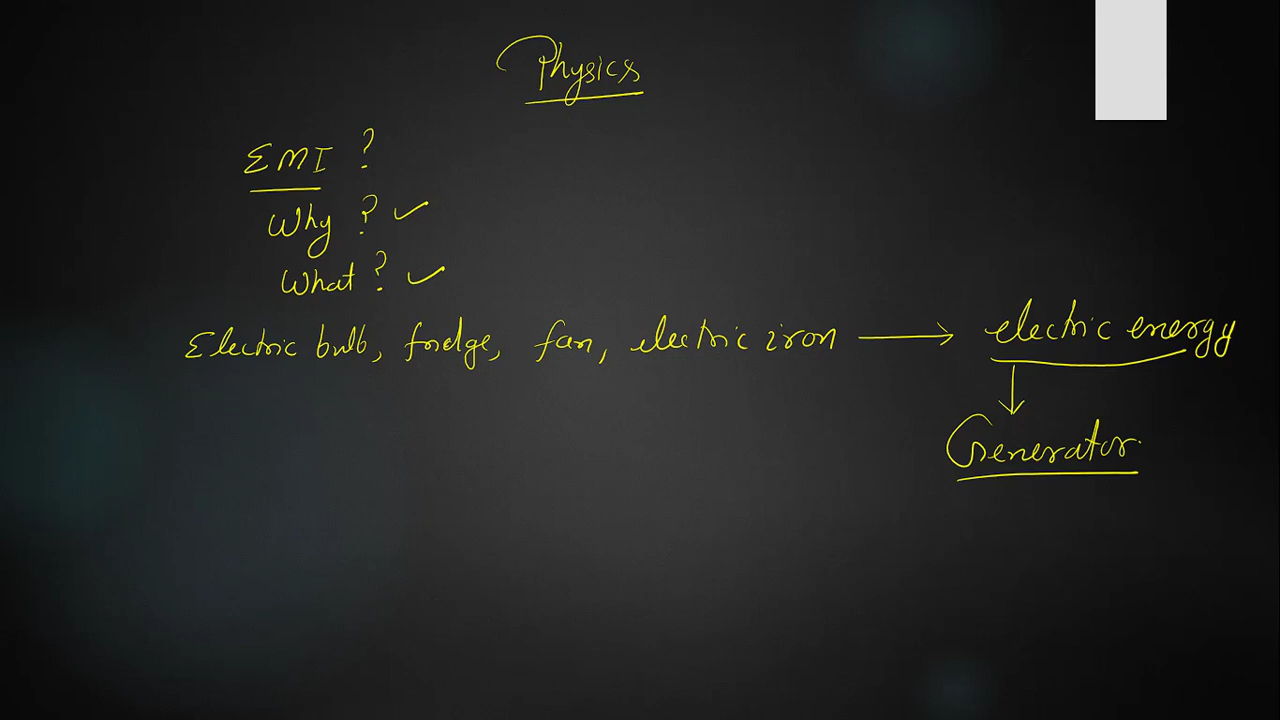 Physics
EMI ?
Why ? ✓
What ? ✓
Electric bulb, fridge, fan, electric iron → electric energy
↓
Generator